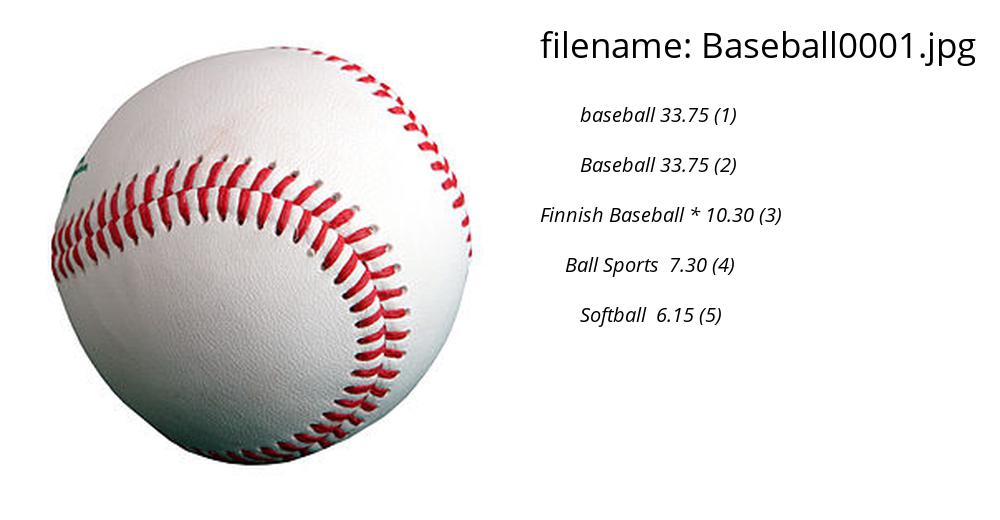 filename: Baseball0001.jpg
baseball 33.75 (1)
Baseball 33.75 (2)
Finnish Baseball * 10.30 (3)
Ball Sports  7.30 (4)
Softball  6.15 (5)